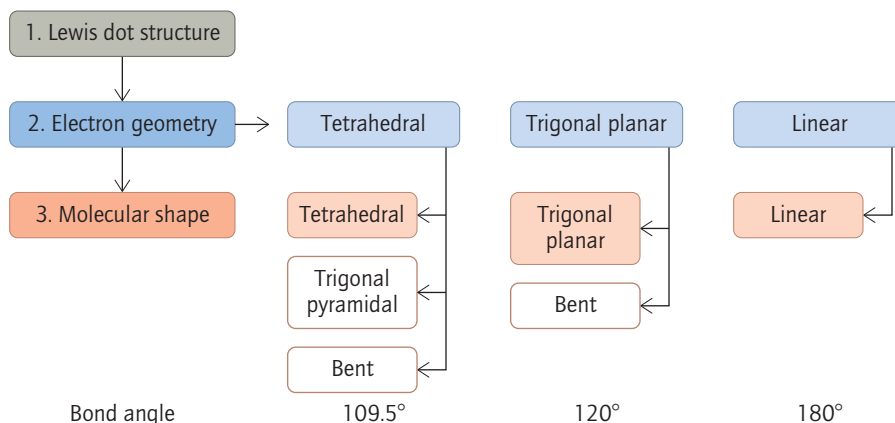 1. Lewis dot structure
2. Electron geometry
Tetrahedral
Trigonal planar
Linear
3. Molecular shape
Tetrahedral
Trigonal
planar
Linear
Trigonal
pyramidal
Bent
Bent
Bond angle
109.5°
120°
180°